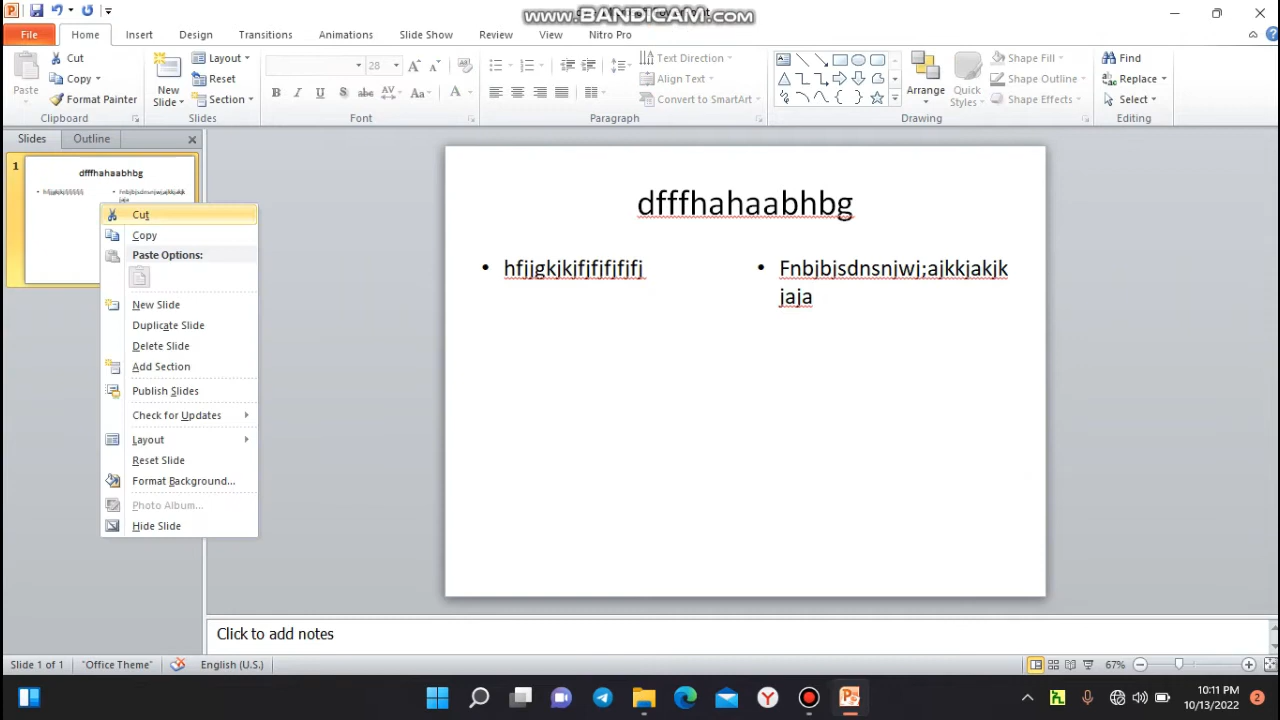 www.BANDICAM.com
File Home Insert Design Transitions Animations Slide Show Review View Nitro Pro
Paste
Cut
Copy
Format Painter
Clipboard
New Slide
Layout
Reset
Section
Slides
28
Font
Text Direction
Align Text
Convert to SmartArt
Paragraph
Arrange
Quick Styles
Shape Fill
Shape Outline
Shape Effects
Drawing
Find
Replace
Select
Editing
Slides Outline
1
dfffhahaabhbg
Cut
Copy
Paste Options:
New Slide
Duplicate Slide
Delete Slide
Add Section
Publish Slides
Check for Updates
Layout
Reset Slide
Format Background...
Photo Album...
Hide Slide
dfffhahaabhbg
• hfjjgkjkjfjfjfjfjfj
• Fnbjbjsdnsnjwj;ajkkjakjk
jaja
Click to add notes
Slide 1 of 1 "Office Theme" English (U.S.) 67%
10:11 PM
10/13/2022
2